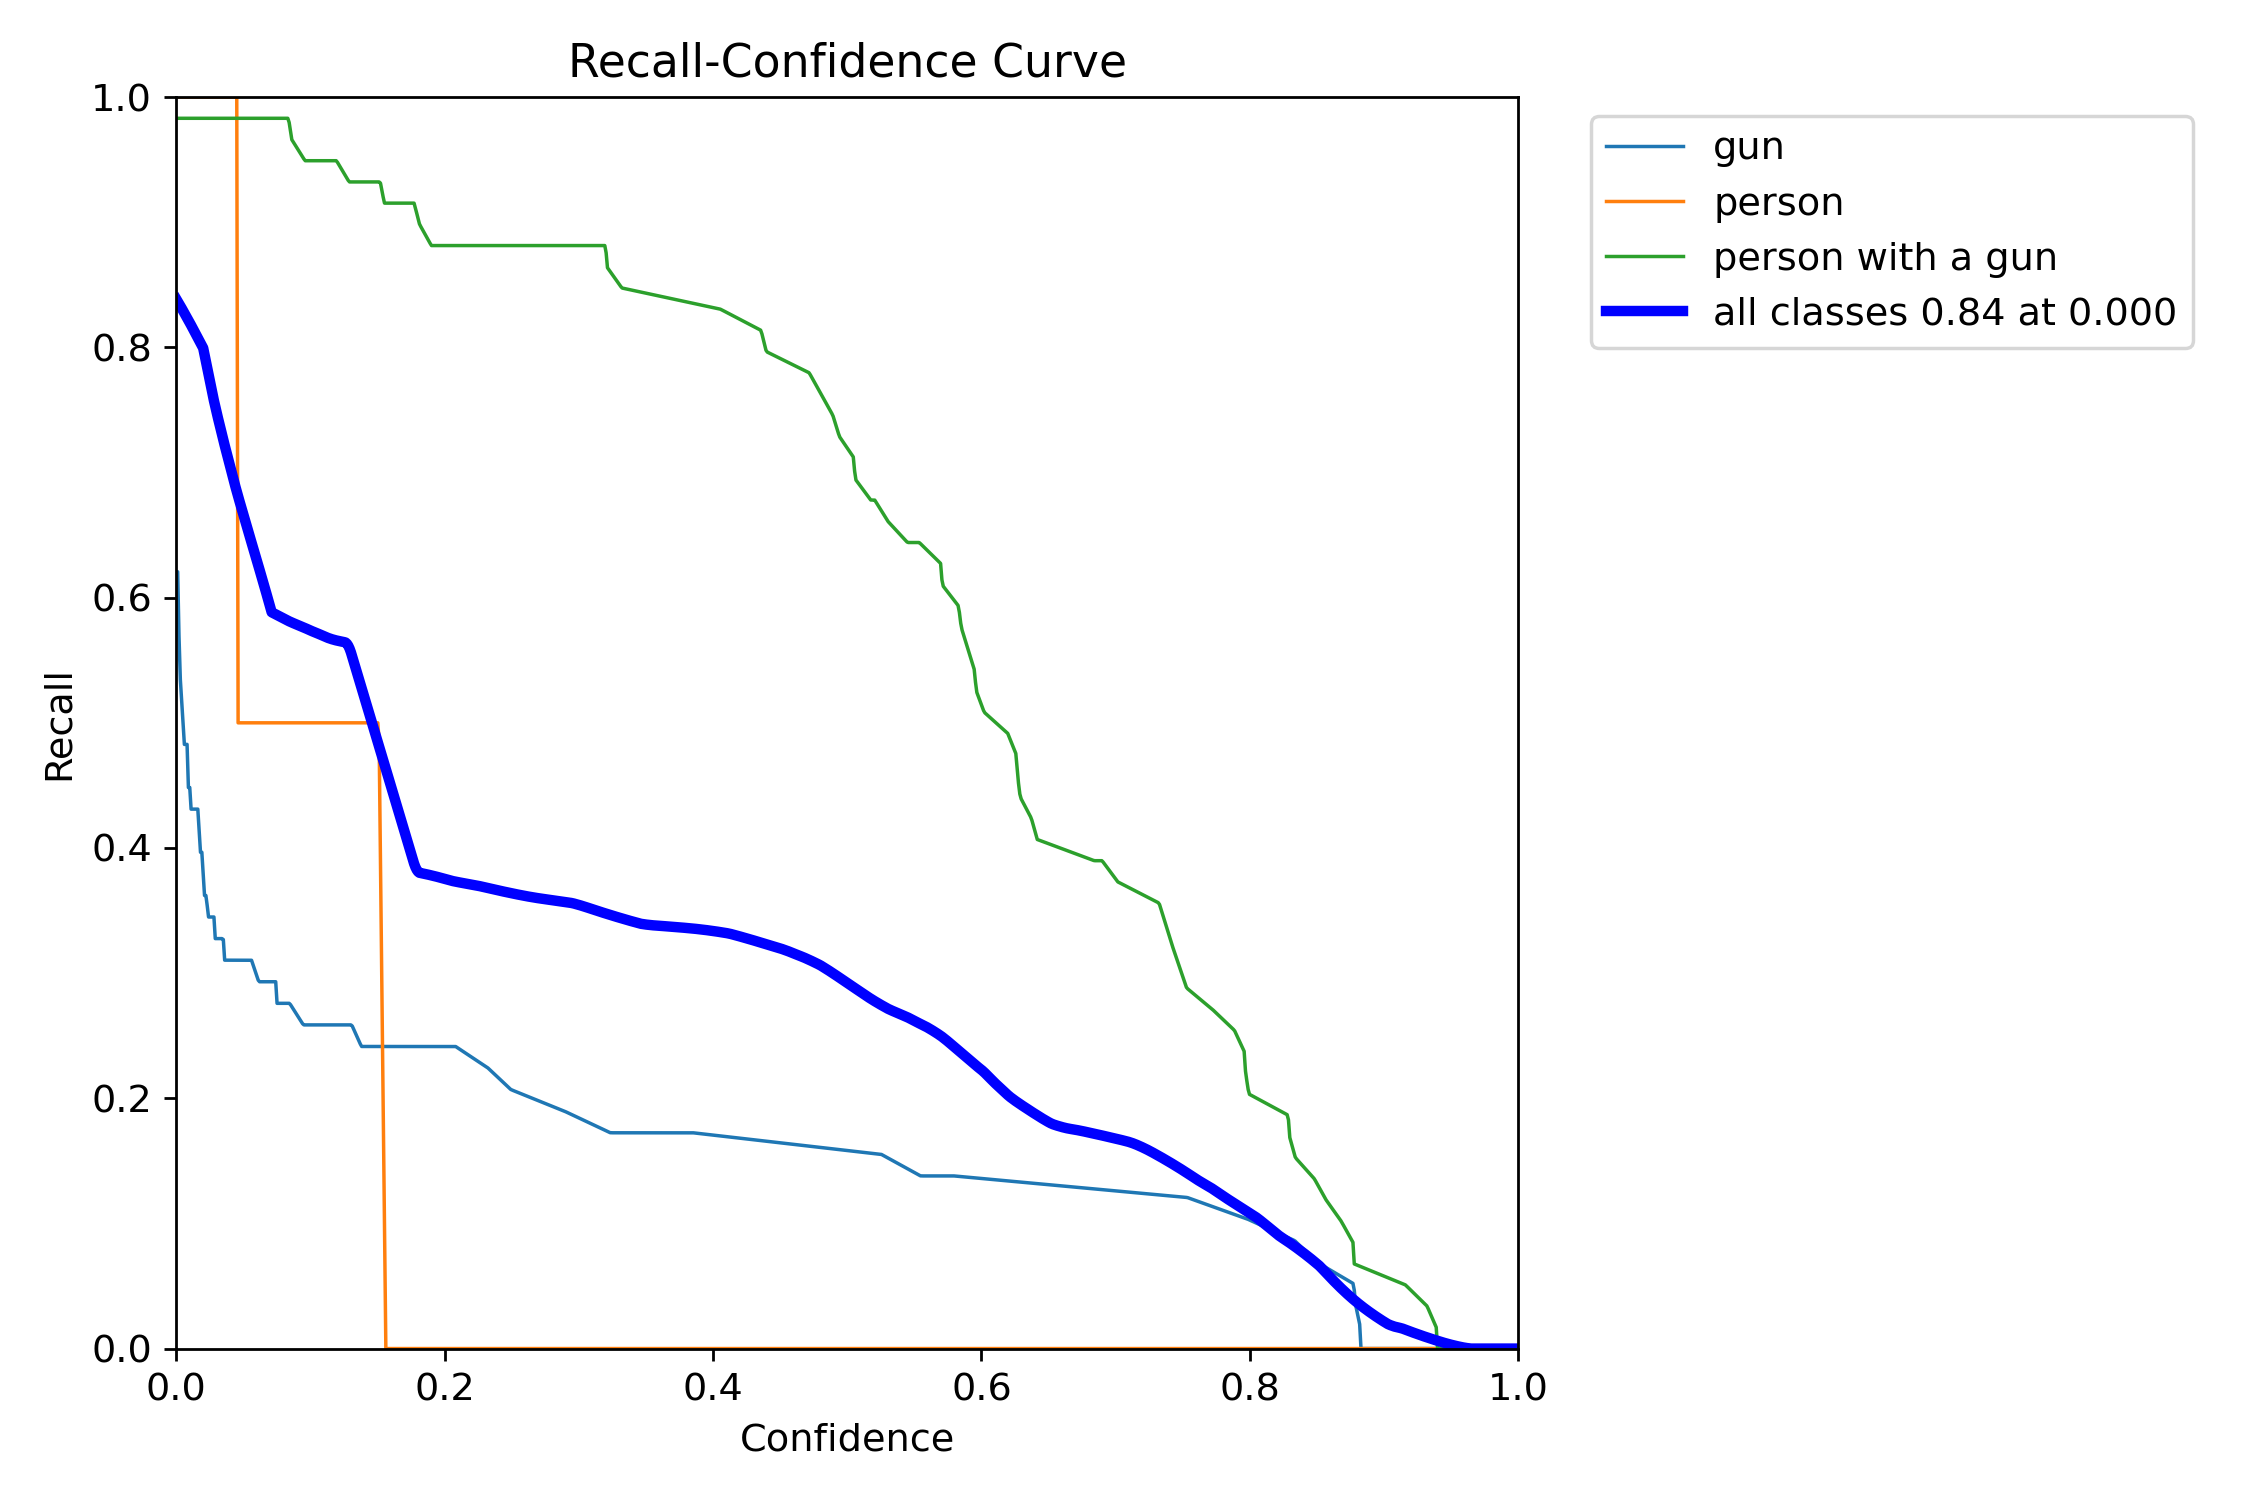 Recall-Confidence Curve
1.0
0.8
0.6
0.4
0.2
0.0
Recall
0.0 0.2 0.4 0.6 0.8 1.0
Confidence
gun
person
person with a gun
all classes 0.84 at 0.000